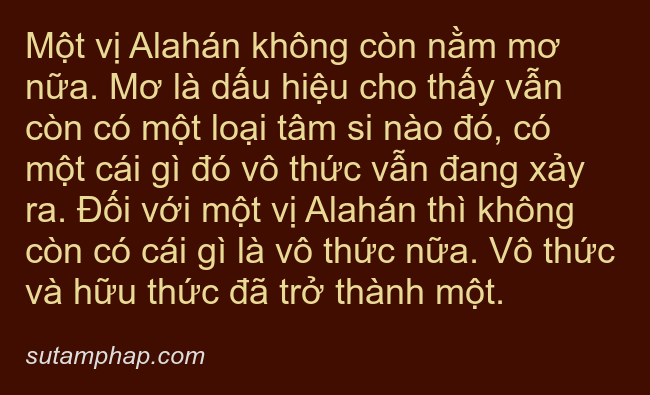 Một vị Alahán không còn nằm mơ
nữa. Mơ là dấu hiệu cho thấy vẫn
còn có một loại tâm si nào đó, có
một cái gì đó vô thức vẫn đang xảy
ra. Đối với một vị Alahán thì không
còn có cái gì là vô thức nữa. Vô thức
và hữu thức đã trở thành một.
sutamphap.com